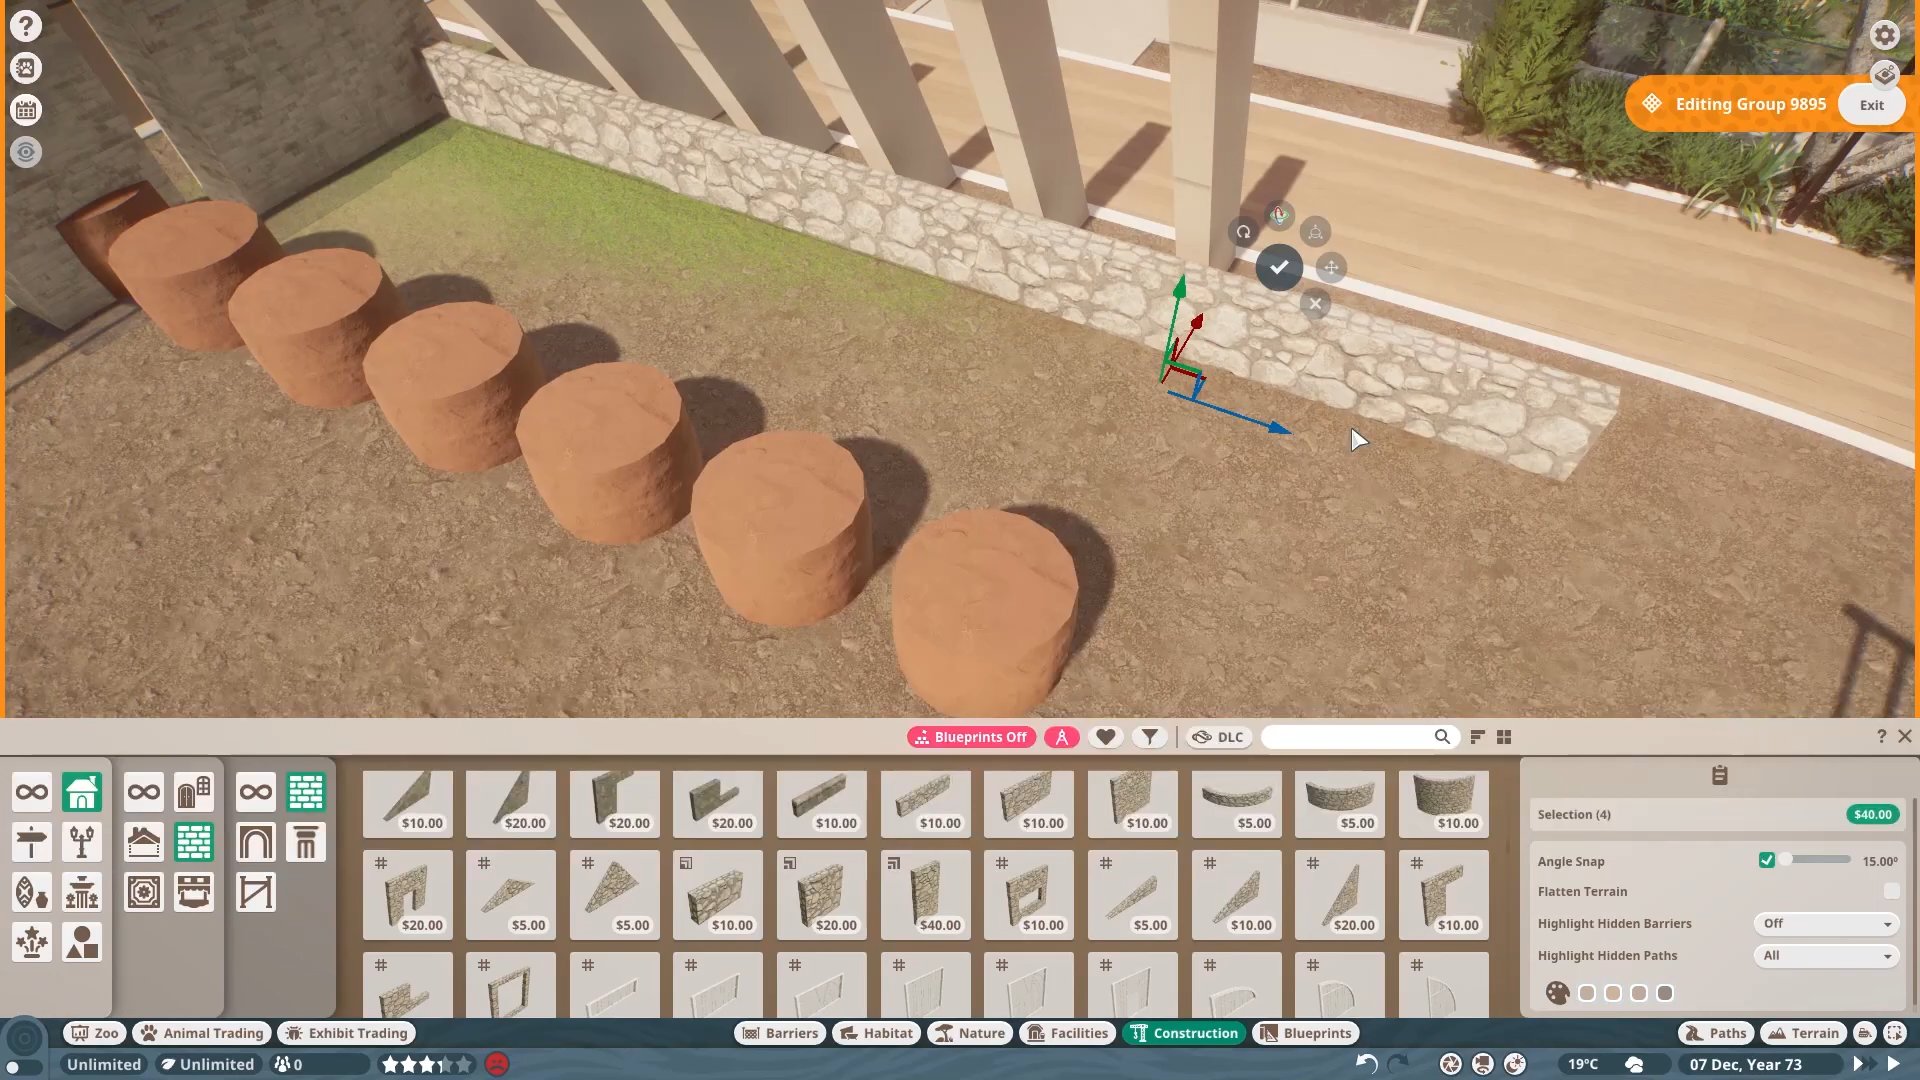 Editing Group 9895
Exit
Blueprints Off
DLC
?
$10.00
$20.00
$20.00
$20.00
$10.00
$10.00
$10.00
$10.00
$5.00
$5.00
$10.00
$20.00
$5.00
$5.00
$10.00
$20.00
$40.00
$10.00
$5.00
$10.00
$20.00
$10.00
Selection (4)
$40.00
Angle Snap
15.00º
Flatten Terrain
Highlight Hidden Barriers
Off
Highlight Hidden Paths
All
Zoo
Animal Trading
Exhibit Trading
Barriers
Habitat
Nature
Facilities
Construction
Blueprints
Paths
Terrain
Unlimited
Unlimited
0
19°C
07 Dec, Year 73